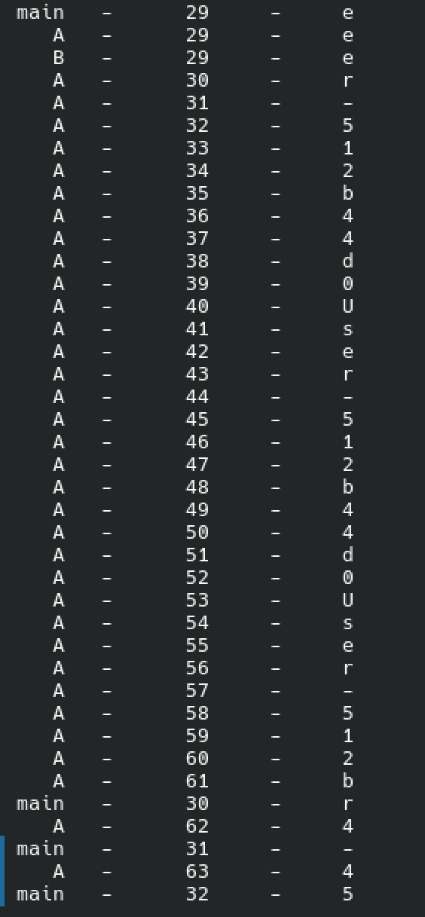 main - 29 - e
A - 29 - e
B - 29 - e
A - 30 - r
A - 31 - -
A - 32 - 5
A - 33 - 1
A - 34 - 2
A - 35 - b
A - 36 - 4
A - 37 - 4
A - 38 - d
A - 39 - 0
A - 40 - U
A - 41 - s
A - 42 - e
A - 43 - r
A - 44 - -
A - 45 - 5
A - 46 - 1
A - 47 - 2
A - 48 - b
A - 49 - 4
A - 50 - 4
A - 51 - d
A - 52 - 0
A - 53 - U
A - 54 - s
A - 55 - e
A - 56 - r
A - 57 - -
A - 58 - 5
A - 59 - 1
A - 60 - 2
A - 61 - b
main - 30 - r
A - 62 - 4
main - 31 - -
A - 63 - 4
main - 32 - 5